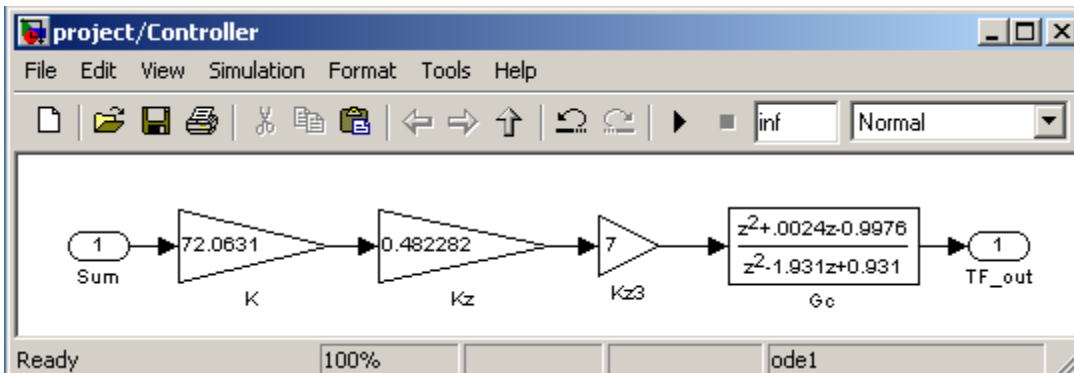 project/Controller
File Edit View Simulation Format Tools Help
inf Normal
1 72.0631 0.482282 7 z²+.0024z-0.9976 1
z²-1.931z+0.931
Sum K Kz Kz3 Gc TF_out
Ready 100% ode1